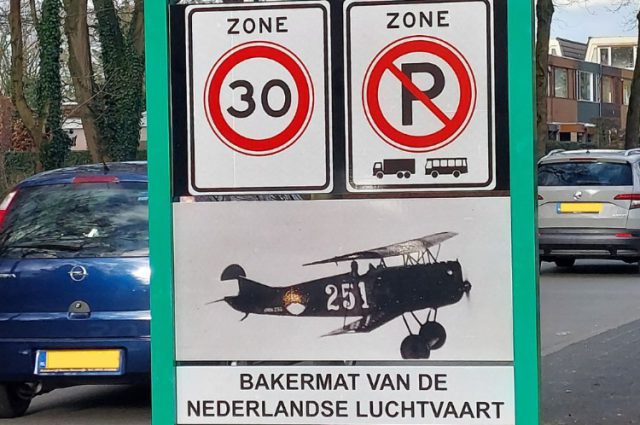 ZONE
30
ZONE
P
251
BAKERMAT VAN DE
NEDERLANDSE LUCHTVAART